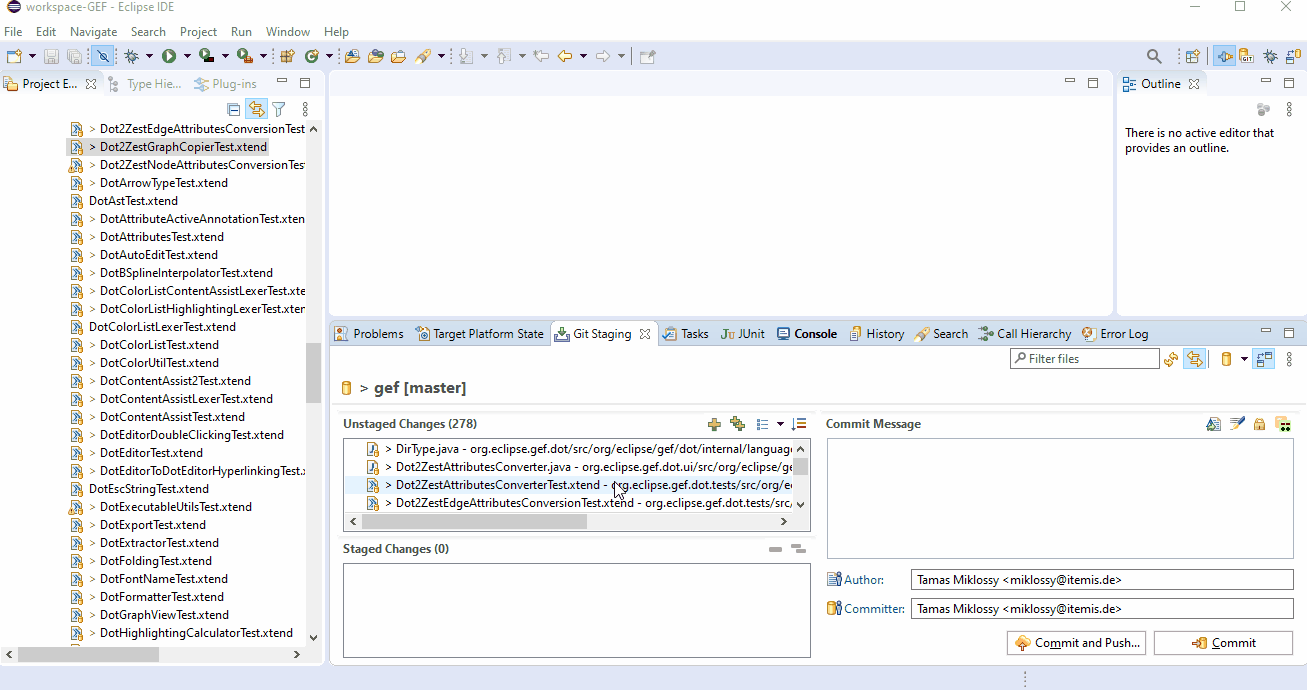 workspace-GEF - Eclipse IDE
File Edit Navigate Search Project Run Window Help
Project E... Type Hie... Plug-ins
> Dot2ZestEdgeAttributesConversionTest
> Dot2ZestGraphCopierTest.xtend
> Dot2ZestNodeAttributesConversionTes
> DotArrowTypeTest.xtend
DotAstTest.xtend
> DotAttributeActiveAnnotationTest.xten
> DotAttributesTest.xtend
> DotAutoEditTest.xtend
> DotBSplineInterpolatorTest.xtend
> DotColorListContentAssistLexerTest.xte
> DotColorListHighlightingLexerTest.xten
DotColorListLexerTest.xtend
> DotColorListTest.xtend
> DotColorUtilTest.xtend
> DotContentAssist2Test.xtend
> DotContentAssistLexerTest.xtend
> DotContentAssistTest.xtend
> DotEditorDoubleClickingTest.xtend
> DotEditorTest.xtend
> DotEditorToDotEditorHyperlinkingTest.
DotEscStringTest.xtend
> DotExecutableUtilsTest.xtend
> DotExportTest.xtend
> DotExtractorTest.xtend
> DotFoldingTest.xtend
> DotFontNameTest.xtend
> DotFormatterTest.xtend
> DotGraphViewTest.xtend
> DotHighlightingCalculatorTest.xtend
Outline
There is no active editor that
provides an outline.
Problems Target Platform State Git Staging Tasks JUnit Console History Search Call Hierarchy Error Log
Filter files
> gef [master]
Unstaged Changes (278)
> DirType.java - org.eclipse.gef.dot/src/org/eclipse/gef/dot/internal/language
> Dot2ZestAttributesConverter.java - org.eclipse.gef.dot.ui/src/org/eclipse/ge
> Dot2ZestAttributesConverterTest.xtend - org.eclipse.gef.dot.tests/src/org/e
> Dot2ZestEdgeAttributesConversionTest.xtend - org.eclipse.gef.dot.tests/src/
Staged Changes (0)
Commit Message
Author: Tamas Miklossy <miklossy@itemis.de>
Committer: Tamas Miklossy <miklossy@itemis.de>
Commit and Push... Commit